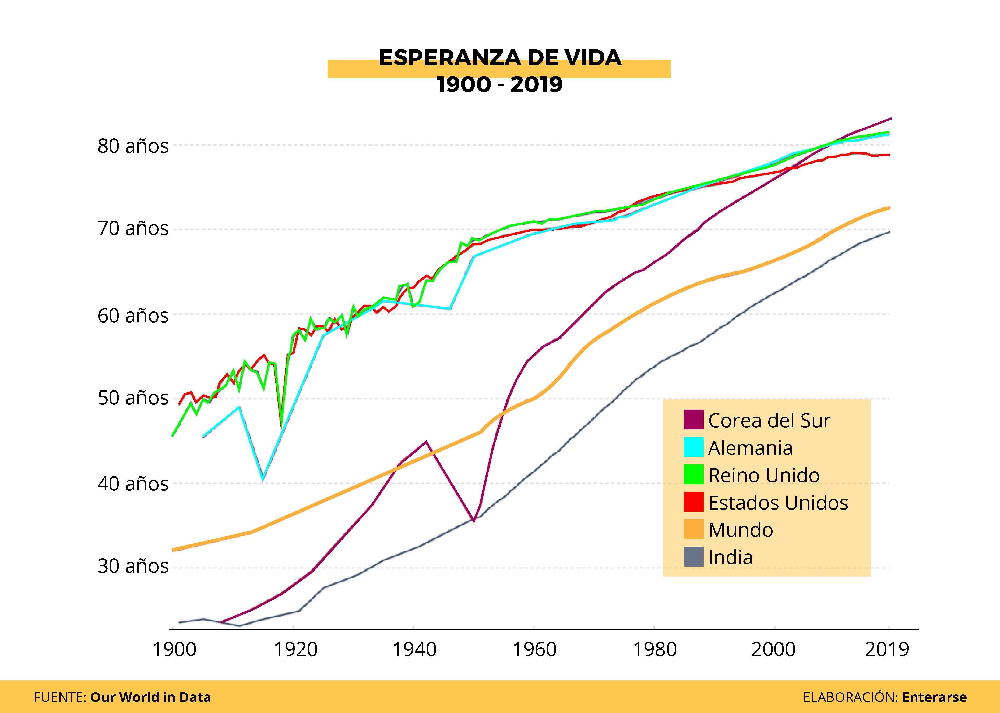 ESPERANZA DE VIDA
1900 - 2019
80 años
70 años
60 años
50 años
40 años
30 años
Corea del Sur
Alemania
Reino Unido
Estados Unidos
Mundo
India
1900 1920 1940 1960 1980 2000 2019
FUENTE: Our World in Data
ELABORACIÓN: Enterarse